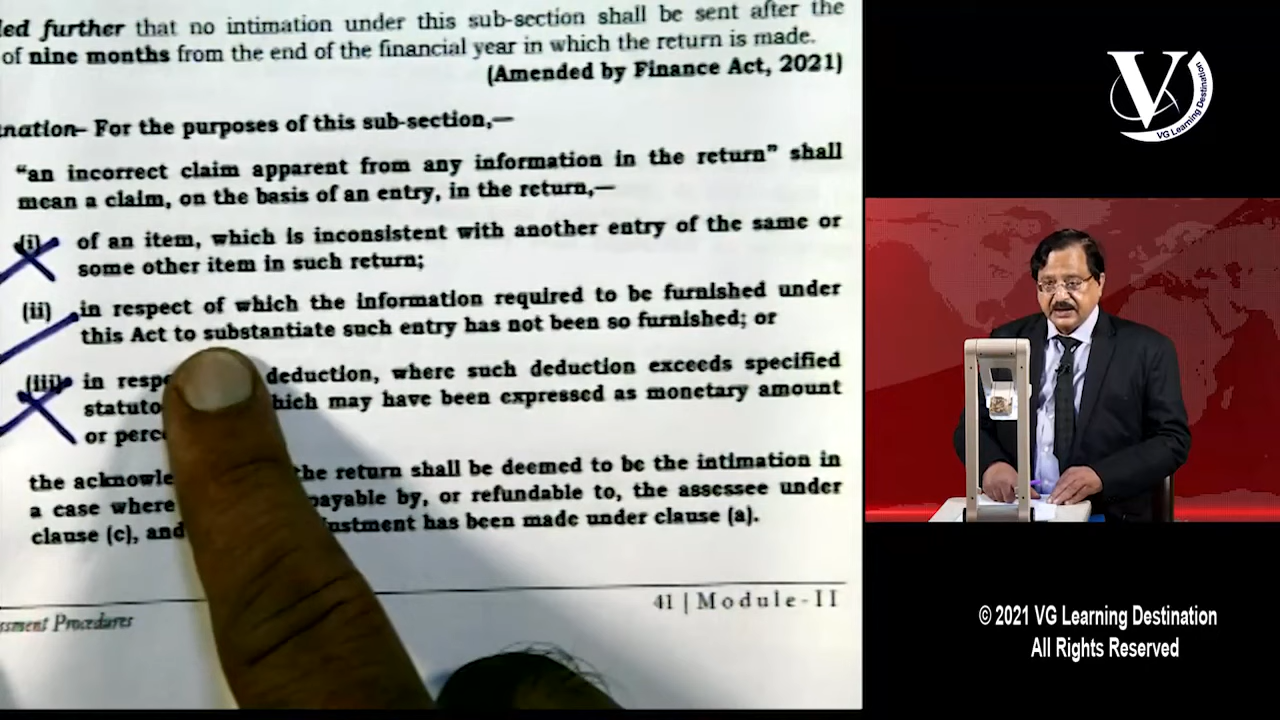 led further that no intimation under this sub-section shall be sent after the
of nine months from the end of the financial year in which the return is made.
(Amended by Finance Act, 2021)
nation– For the purposes of this sub-section,—
“an incorrect claim apparent from any information in the return” shall
mean a claim, on the basis of an entry, in the return,—
(i) of an item, which is inconsistent with another entry of the same or
some other item in such return;
(ii) in respect of which the information required to be furnished under
this Act to substantiate such entry has not been so furnished; or
(iii) in respe deduction, where such deduction exceeds specified
statuto hich may have been expressed as monetary amount
or perce
the acknowle the return shall be deemed to be the intimation in
a case where payable by, or refundable to, the assessee under
clause (c), and ustment has been made under clause (a).
41 | Module-II
ssment Procedures
V
VG Learning Destination
© 2021 VG Learning Destination
All Rights Reserved